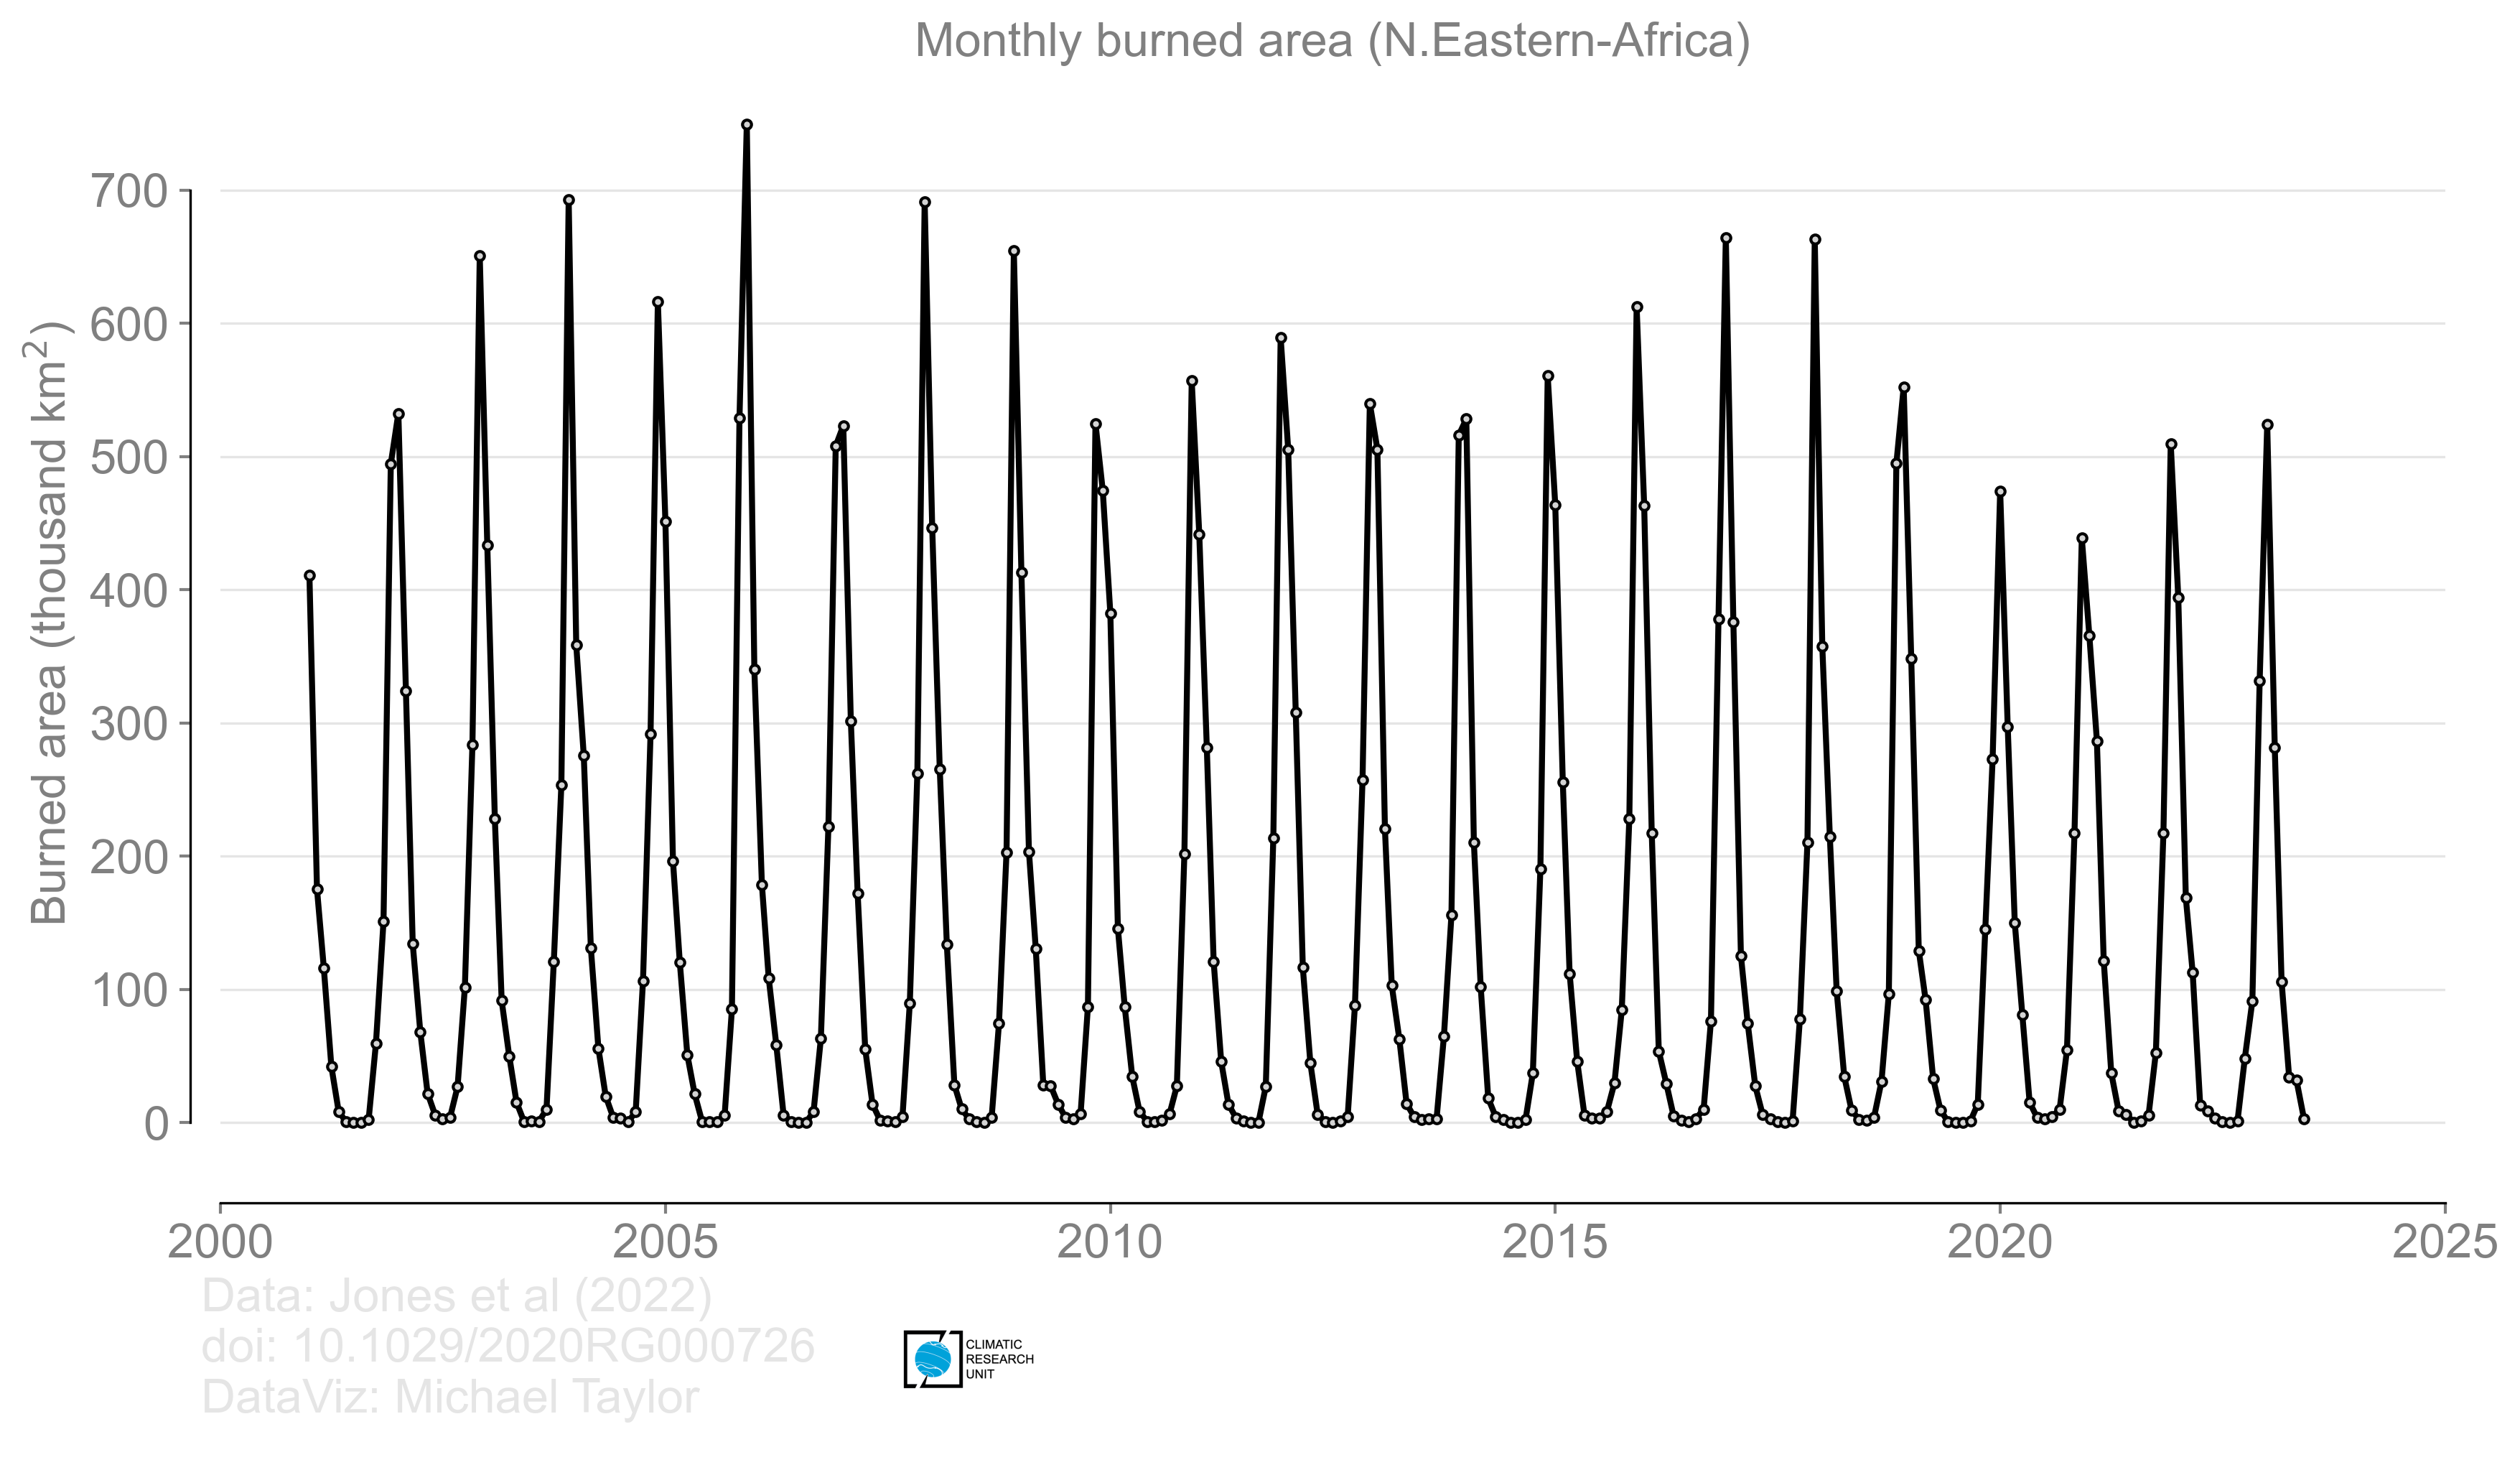 Monthly burned area (N.Eastern-Africa)
Burned area (thousand km²)
700
600
500
400
300
200
100
0
2000 2005 2010 2015 2020 2025
Data: Jones et al (2022)
doi: 10.1029/2020RG000726
DataViz: Michael Taylor
CLIMATIC
RESEARCH
UNIT